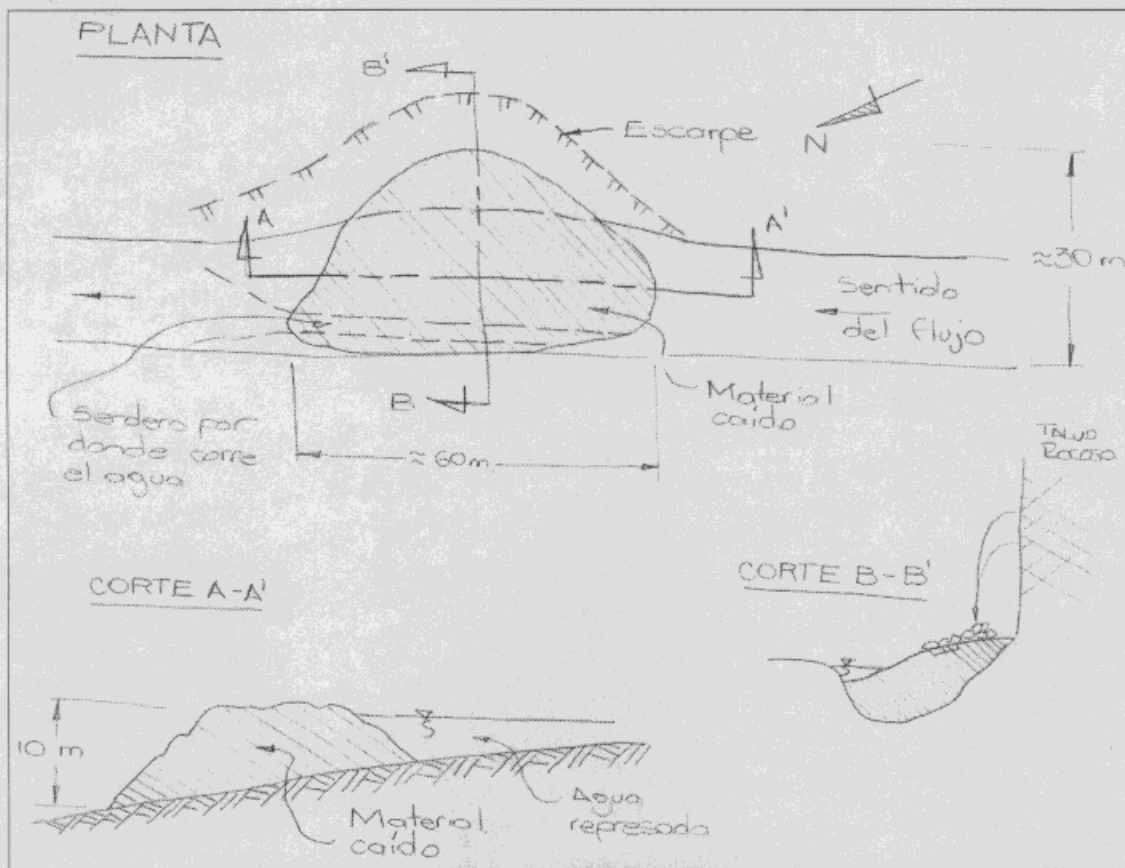 PLANTA
B'
Escarpe
N
A
A'
≈30 m
Sentido
del flujo
B
Material
caído
Sendero por
donde corre
el agua
≈60 m
TALUD
ROCOSO
CORTE A-A'
CORTE B-B'
10 m
Material
caído
Agua
represada